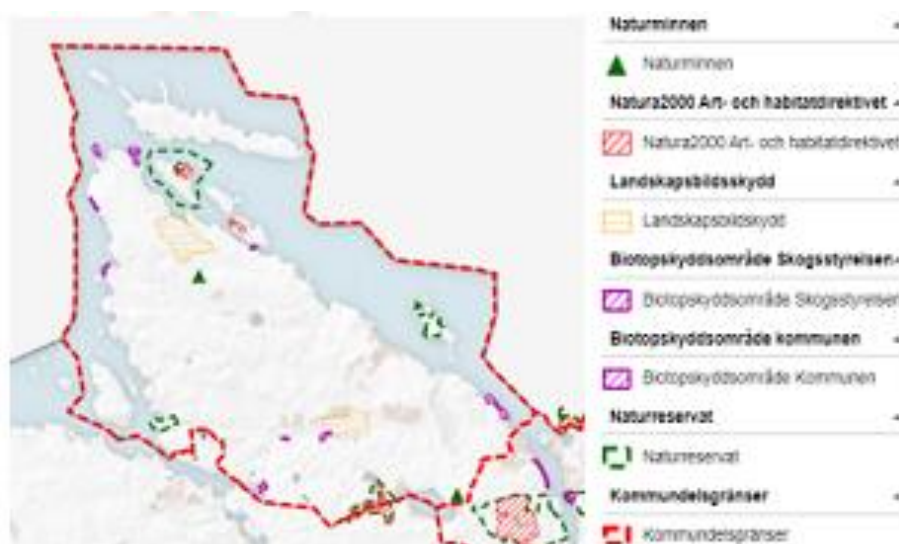 Naturminnen
Naturminnen
Natura2000 Art- och habitatdirektivet
Natura2000 Art- och habitatdirektivet
Landskapsbildsskydd
Landskapsbildskydd
Biotopskyddsområde Skogsstyrelsen
Biotopskyddsområde Skogsstyrelsen
Biotopskyddsområde kommunen
Biotopskyddsområde Kommunen
Naturreservat
Naturreservat
Kommundelsgränser
Kommundelsgränser